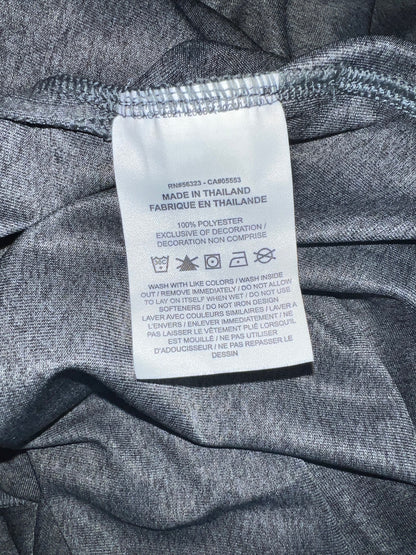 RN#56323 - CA#05553
MADE IN THAILAND
FABRIQUE EN THAILANDE
100% POLYESTER
EXCLUSIVE OF DECORATION /
DECORATION NON COMPRISE
WASH WITH LIKE COLORS / WASH INSIDE
OUT / REMOVE IMMEDIATELY / DO NOT ALLOW
TO LAY ON ITSELF WHEN WET / DO NOT USE
SOFTENERS / DO NOT IRON DESIGN
LAVER AVEC COULEURS SIMILAIRES / LAVER A
L'ENVERS / ENLEVER IMMÉDIATEMENT / NE
PAS LAISSER LE VÊTEMENT PLIÉ LORSQU'IL
EST MOUILLÉ / NE PAS UTILISER
D'ADOUCISSEUR / NE PAS REPASSER LE
DESSIN